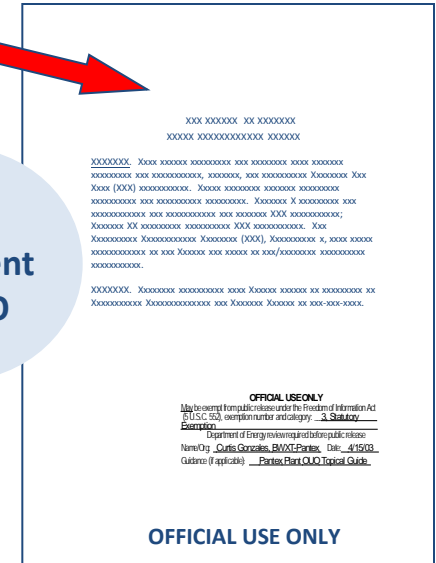 XXX XXXXXX XX XXXXXXX
XXXXX XXXXXXXXXXXX XXXXXX
XXXXXXX. Xxxx xxxxxx xxxxxxxxx xxx xxxxxxxx xxxx xxxxxxx
xxxxxxxxx xxx xxxxxxxxxxx, xxxxxxx, xxx xxxxxxxxxx Xxxxxxxx Xxx
Xxxx (XXX) xxxxxxxxxxx. Xxxxx xxxxxxxx xxxxxxx xxxxxxxxx
xxxxxxxxxx xxx xxxxxxxxxx xxxxxxxxx. Xxxxxxx X xxxxxxxxx xxx
xxxxxxxxxxxx xxx xxxxxxxxxxx xxx xxxxxxx XXX xxxxxxxxxxx;
Xxxxxxx XX xxxxxxxxx xxxxxxxxxx XXX xxxxxxxxxxx. Xxx
Xxxxxxxxxx Xxxxxxxxxxxx Xxxxxxxx (XXX), Xxxxxxxxxx x, xxxx xxxxx
xxxxxxxxxxxx xx xxx Xxxxxx xxx xxxxx xx xxx/xxxxxxxx xxxxxxxxxx
xxxxxxxxxxx.
XXXXXXX. Xxxxxxxx xxxxxxxxxx xxxx Xxxxxx xxxxxx xx xxxxxxxxx xx
Xxxxxxxxxxx Xxxxxxxxxxxxxx xxx Xxxxxxx Xxxxxx xx xxx-xxx-xxxx.
ent
OFFICIAL USE ONLY
May be exempt from public release under the Freedom of Information Act
(5 U.S.C. 552), exemption number and category: 3, Statutory
Exemption
Department of Energy review required before public release
Name/Org: Curtis Gonzales, BWXT-Pantex Date: 4/15/03
Guidance (if applicable): Pantex Plant OUO Topical Guide
OFFICIAL USE ONLY